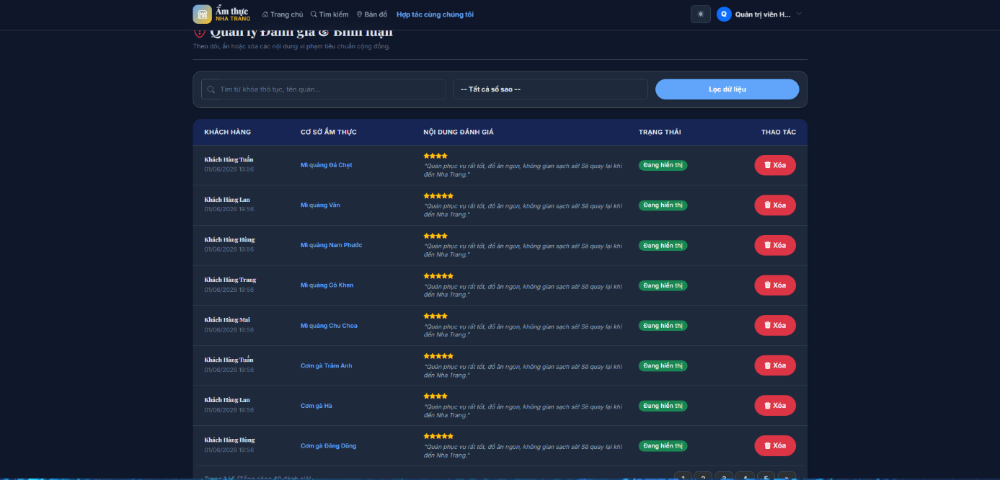 Ẩm thực
NHA TRANG
Trang chủ
Tìm kiếm
Bản đồ
Hợp tác cùng chúng tôi
Q
Quản trị viên H...
Quản lý Đánh giá & Bình luận
Theo dõi, ẩn hoặc xóa các nội dung vi phạm tiêu chuẩn cộng đồng.
Tìm từ khóa thô tục, tên quán...
-- Tất cả số sao --
Lọc dữ liệu
KHÁCH HÀNG CƠ SỞ ẨM THỰC NỘI DUNG ĐÁNH GIÁ TRẠNG THÁI THAO TÁC
Khách Hàng Tuấn
01/06/2026 19:56
Mì quảng Đá Chẹt
"Quán phục vụ rất tốt, đồ ăn ngon, không gian sạch sẽ! Sẽ quay lại khi
đến Nha Trang."
Đang hiển thị
Xóa
Khách Hàng Lan
01/06/2026 19:56
Mì quảng Vân
"Quán phục vụ rất tốt, đồ ăn ngon, không gian sạch sẽ! Sẽ quay lại khi
đến Nha Trang."
Đang hiển thị
Xóa
Khách Hàng Hùng
01/06/2026 19:56
Mì quảng Nam Phước
"Quán phục vụ rất tốt, đồ ăn ngon, không gian sạch sẽ! Sẽ quay lại khi
đến Nha Trang."
Đang hiển thị
Xóa
Khách Hàng Trang
01/06/2026 19:56
Mì quảng Cô Khen
"Quán phục vụ rất tốt, đồ ăn ngon, không gian sạch sẽ! Sẽ quay lại khi
đến Nha Trang."
Đang hiển thị
Xóa
Khách Hàng Mai
01/06/2026 19:56
Mì quảng Chu Choa
"Quán phục vụ rất tốt, đồ ăn ngon, không gian sạch sẽ! Sẽ quay lại khi
đến Nha Trang."
Đang hiển thị
Xóa
Khách Hàng Tuấn
01/06/2026 19:56
Cơm gà Trâm Anh
"Quán phục vụ rất tốt, đồ ăn ngon, không gian sạch sẽ! Sẽ quay lại khi
đến Nha Trang."
Đang hiển thị
Xóa
Khách Hàng Lan
01/06/2026 19:56
Cơm gà Hà
"Quán phục vụ rất tốt, đồ ăn ngon, không gian sạch sẽ! Sẽ quay lại khi
đến Nha Trang."
Đang hiển thị
Xóa
Khách Hàng Hùng
01/06/2026 19:56
Cơm gà Đăng Dũng
"Quán phục vụ rất tốt, đồ ăn ngon, không gian sạch sẽ! Sẽ quay lại khi
đến Nha Trang."
Đang hiển thị
Xóa
1 2 3 4 5 »